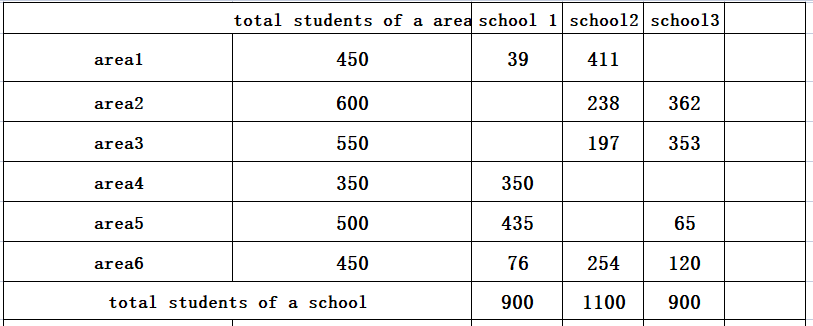 total students of a area school 1 school2 school3
area1 450 39 411
area2 600 238 362
area3 550 197 353
area4 350 350
area5 500 435 65
area6 450 76 254 120
total students of a school 900 1100 900